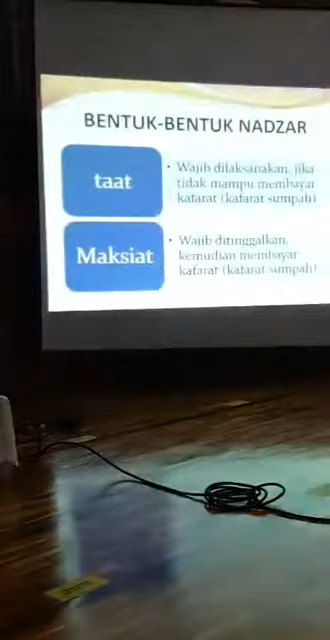 BENTUK-BENTUK NADZAR
taat
• Wajib dilaksanakan, jika
tidak mampu membayar
kafarat (kafarat sumpah)
Maksiat
• Wajib ditinggalkan,
kemudian membayar
kafarat (kafarat sumpah)